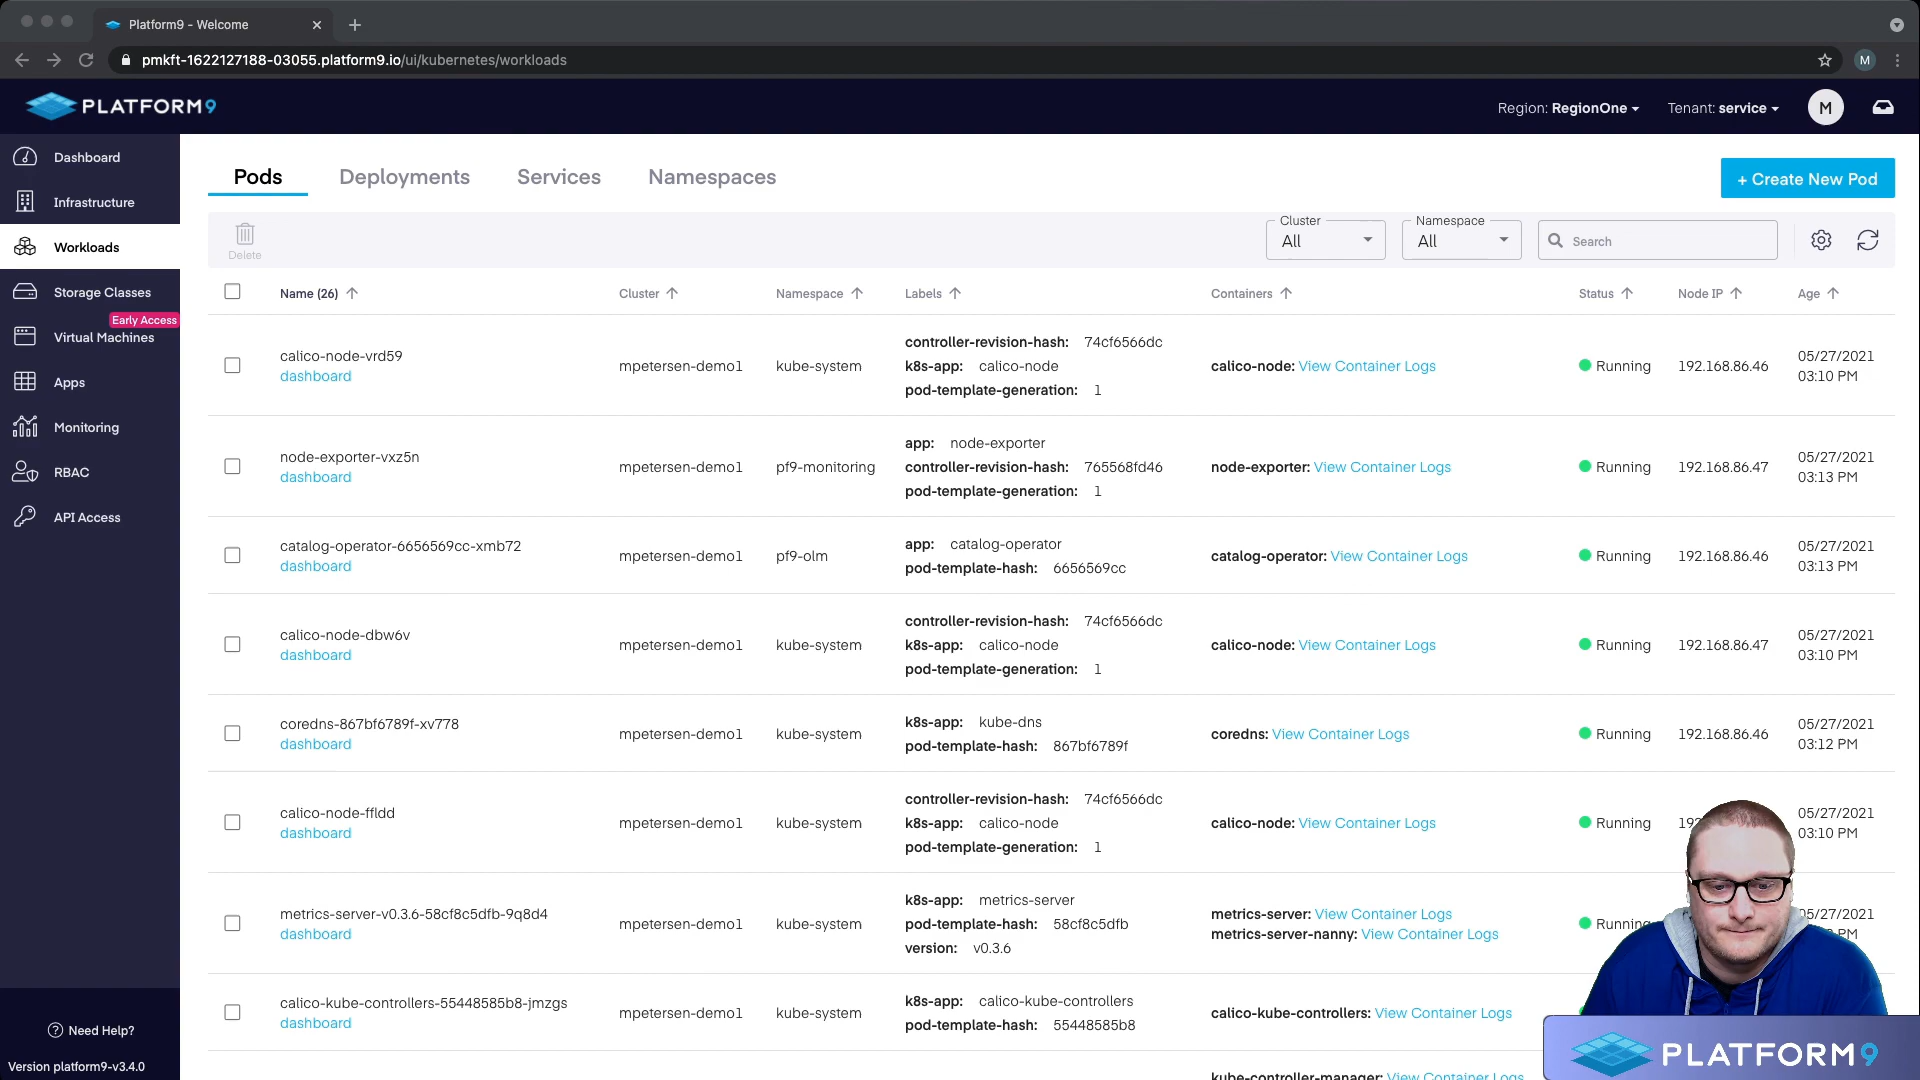 Platform9 - Welcome
pmkft-1622127188-03055.platform9.io/ui/kubernetes/workloads
M
PLATFORM9
Region: RegionOne
Tenant: service
M
Dashboard
Infrastructure
Workloads
Storage Classes
Early Access
Virtual Machines
Apps
Monitoring
RBAC
API Access
Need Help?
Version platform9-v3.4.0
Pods Deployments Services Namespaces
+ Create New Pod
Delete
Cluster
All
Namespace
All
Search
Name (26) Cluster Namespace Labels Containers Status Node IP Age
calico-node-vrd59
dashboard
mpetersen-demo1
kube-system
controller-revision-hash: 74cf6566dc
k8s-app: calico-node
pod-template-generation: 1
calico-node: View Container Logs
Running
192.168.86.46
05/27/2021
03:10 PM
node-exporter-vxz5n
dashboard
mpetersen-demo1
pf9-monitoring
app: node-exporter
controller-revision-hash: 765568fd46
pod-template-generation: 1
node-exporter: View Container Logs
Running
192.168.86.47
05/27/2021
03:13 PM
catalog-operator-6656569cc-xmb72
dashboard
mpetersen-demo1
pf9-olm
app: catalog-operator
pod-template-hash: 6656569cc
catalog-operator: View Container Logs
Running
192.168.86.46
05/27/2021
03:13 PM
calico-node-dbw6v
dashboard
mpetersen-demo1
kube-system
controller-revision-hash: 74cf6566dc
k8s-app: calico-node
pod-template-generation: 1
calico-node: View Container Logs
Running
192.168.86.47
05/27/2021
03:10 PM
coredns-867bf6789f-xv778
dashboard
mpetersen-demo1
kube-system
k8s-app: kube-dns
pod-template-hash: 867bf6789f
coredns: View Container Logs
Running
192.168.86.46
05/27/2021
03:12 PM
calico-node-ffldd
dashboard
mpetersen-demo1
kube-system
controller-revision-hash: 74cf6566dc
k8s-app: calico-node
pod-template-generation: 1
calico-node: View Container Logs
Running
05/27/2021
03:10 PM
metrics-server-v0.3.6-58cf8c5dfb-9q8d4
dashboard
mpetersen-demo1
kube-system
k8s-app: metrics-server
pod-template-hash: 58cf8c5dfb
version: v0.3.6
metrics-server: View Container Logs
metrics-server-nanny: View Container Logs
Running
PM
calico-kube-controllers-55448585b8-jmzgs
dashboard
mpetersen-demo1
kube-system
k8s-app: calico-kube-controllers
pod-template-hash: 55448585b8
calico-kube-controllers: View Container Logs
kube-controller-manager: View Container Logs
PLATFORM9